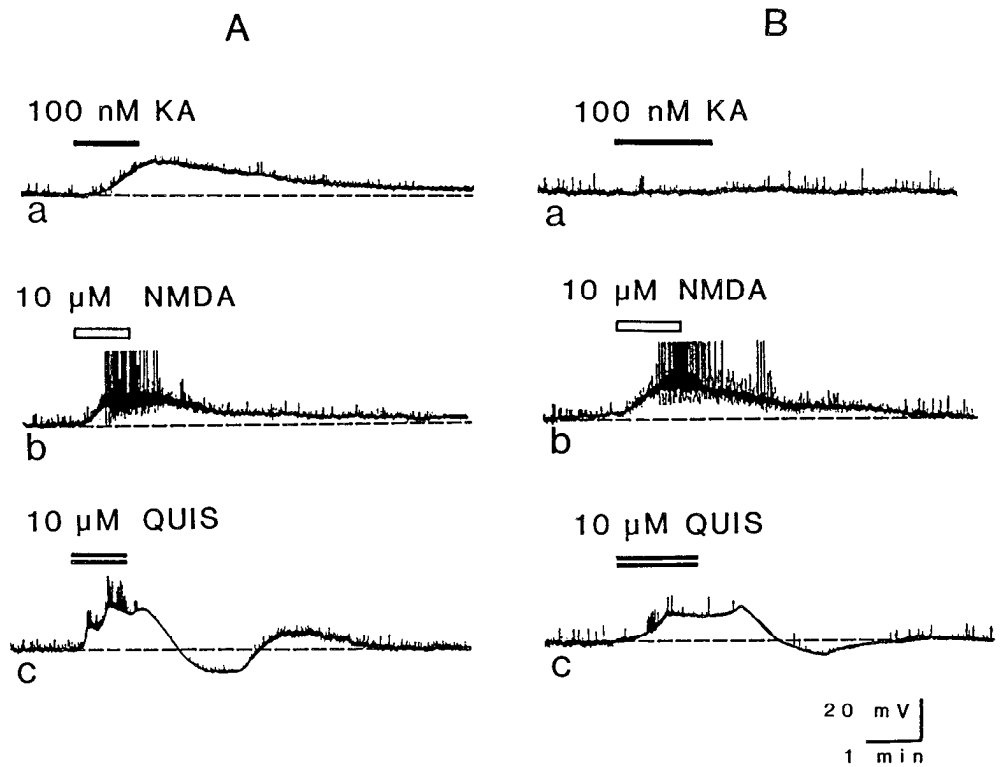 A
100 nM KA
a
10 µM NMDA
b
10 µM QUIS
c
B
100 nM KA
a
10 µM NMDA
b
10 µM QUIS
c
20 mV
1 min